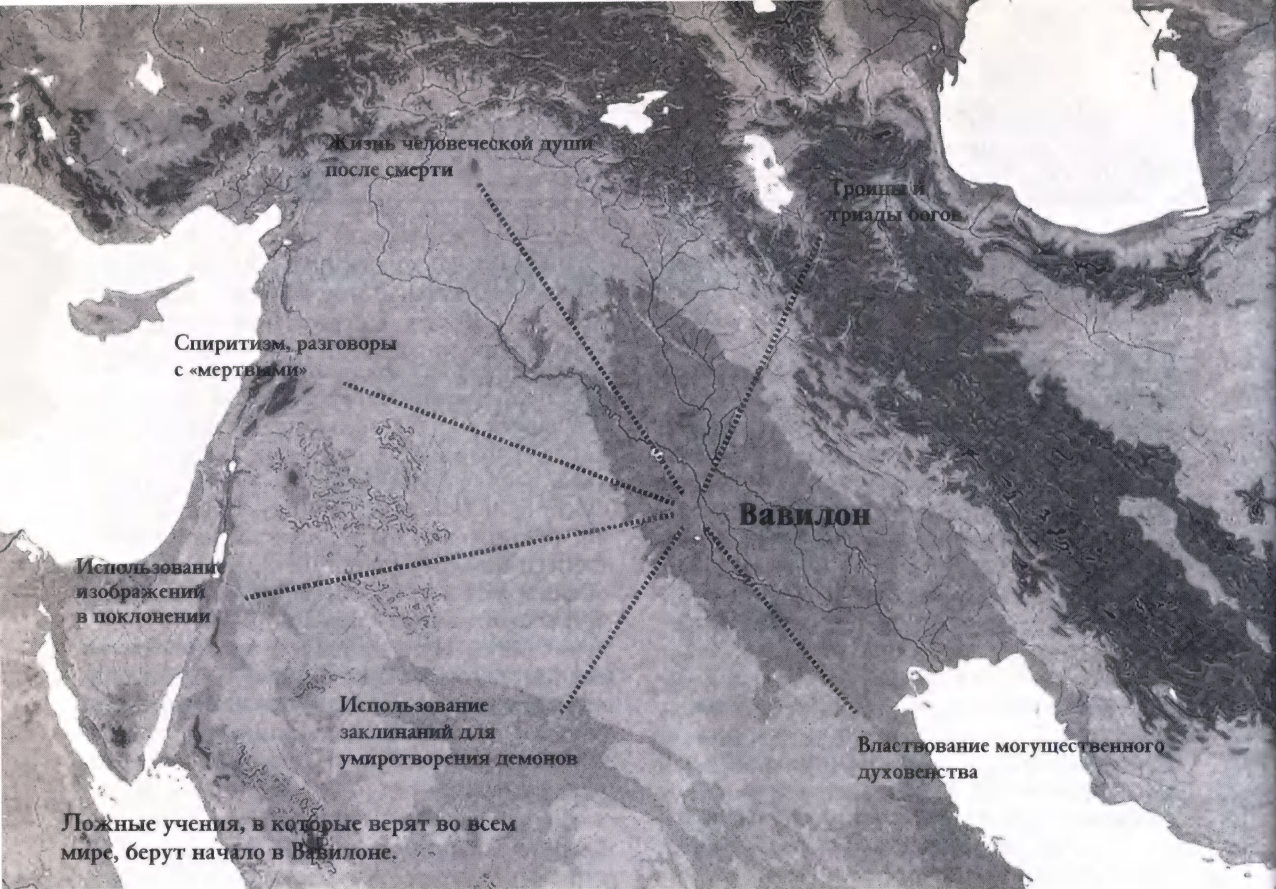 Жизнь человеческой души
после смерти
Троицы и
триады богов
Спиритизм, разговоры
с «мертвыми»
Вавилон
Использование
изображений
в поклонении
Использование
заклинаний для
умиротворения демонов
Властвование могущественного
духовенства
Ложные учения, в которые верят во всем
мире, берут начало в Вавилоне.